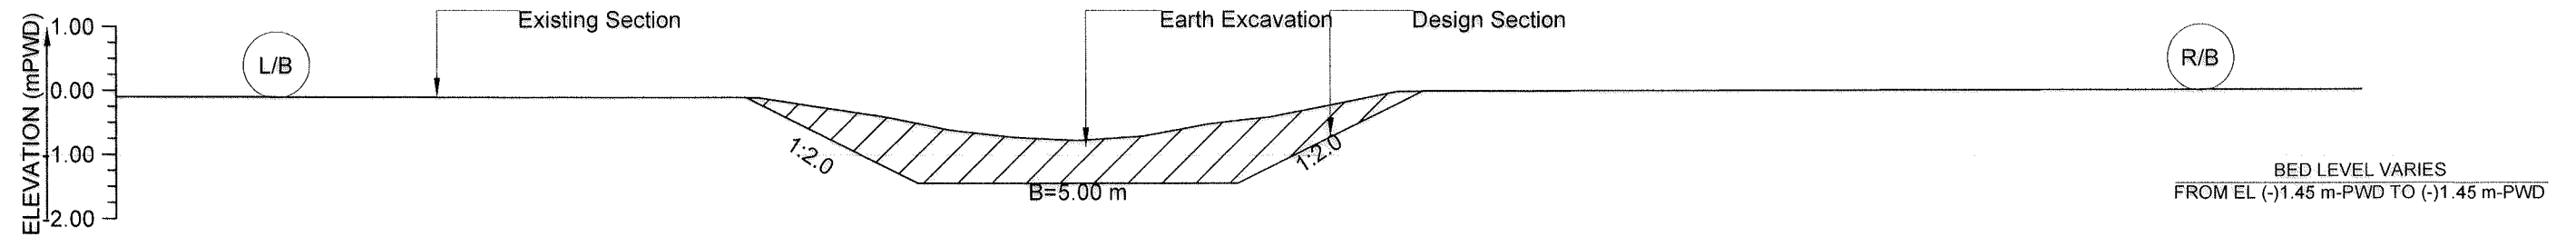 Existing Section
Earth Excavation
Design Section
ELEVATION (mPWD)
1.00
0.00
-1.00
-2.00
L/B
R/B
1:2.0
1:2.0
B=5.00 m
BED LEVEL VARIES
FROM EL (-)1.45 m-PWD TO (-)1.45 m-PWD